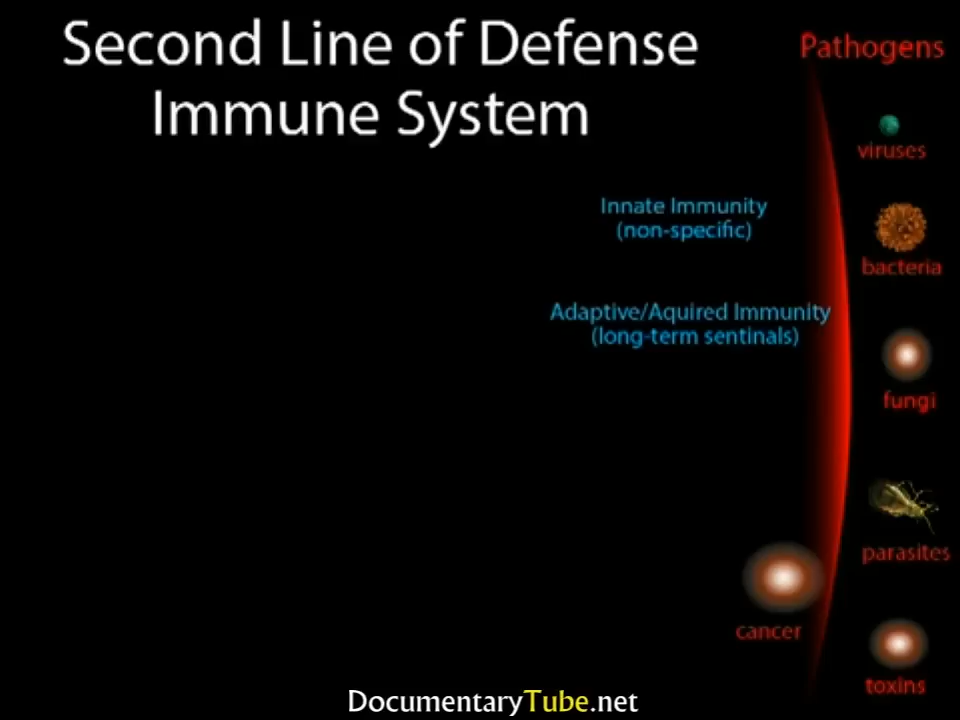 Second Line of Defense
Immune System
Pathogens
viruses
Innate Immunity
(non-specific)
bacteria
Adaptive/Aquired Immunity
(long-term sentinals)
fungi
parasites
cancer
toxins
DocumentaryTube.net